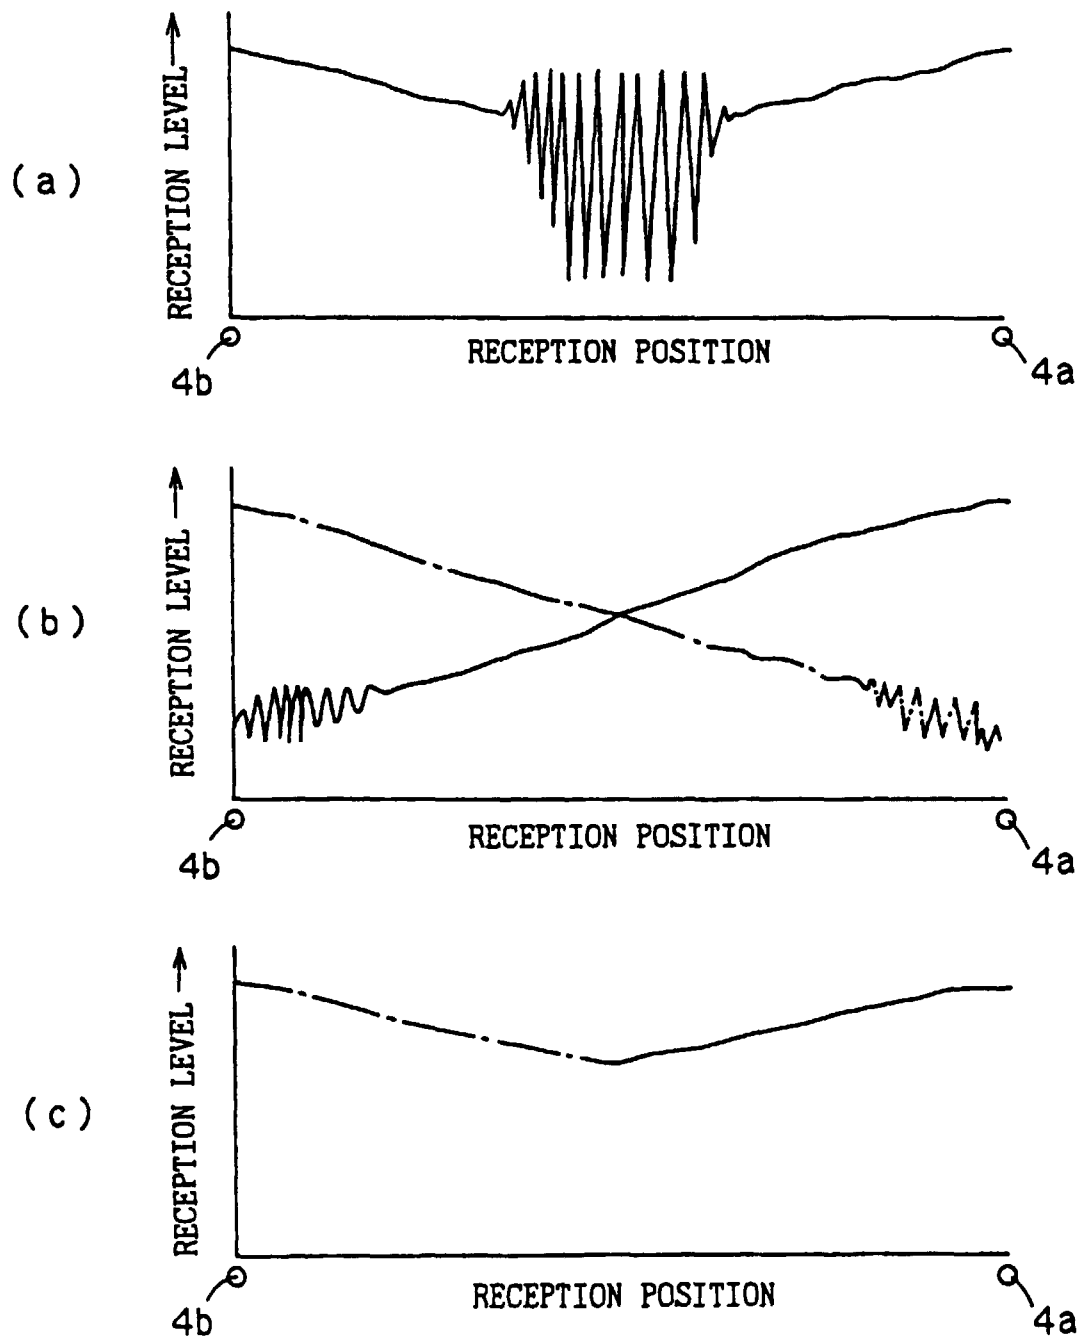 (a)
RECEPTION LEVEL →
RECEPTION POSITION
4b
4a
(b)
RECEPTION LEVEL →
RECEPTION POSITION
4b
4a
(c)
RECEPTION LEVEL →
RECEPTION POSITION
4b
4a